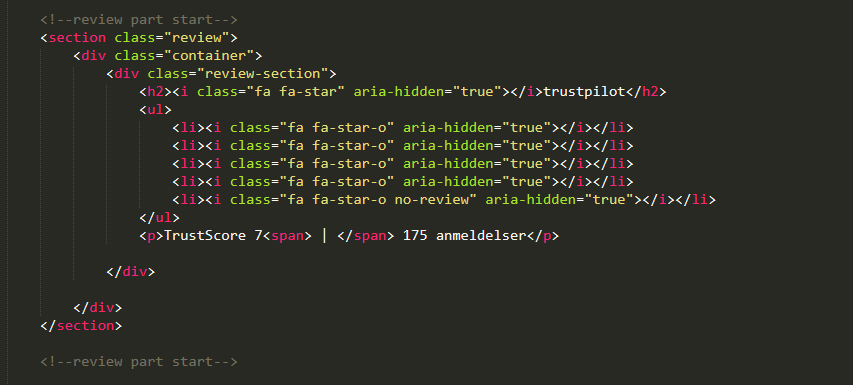 <!--review part start-->
<section class="review">
<div class="container">
<div class="review-section">
<h2><i class="fa fa-star" aria-hidden="true"></i>trustpilot</h2>
<ul>
<li><i class="fa fa-star-o" aria-hidden="true"></i></li>
<li><i class="fa fa-star-o" aria-hidden="true"></i></li>
<li><i class="fa fa-star-o" aria-hidden="true"></i></li>
<li><i class="fa fa-star-o" aria-hidden="true"></i></li>
<li><i class="fa fa-star-o no-review" aria-hidden="true"></i></li>
</ul>
<p>TrustScore 7<span> | </span> 175 anmeldelser</p>
</div>
</div>
</section>
<!--review part start-->